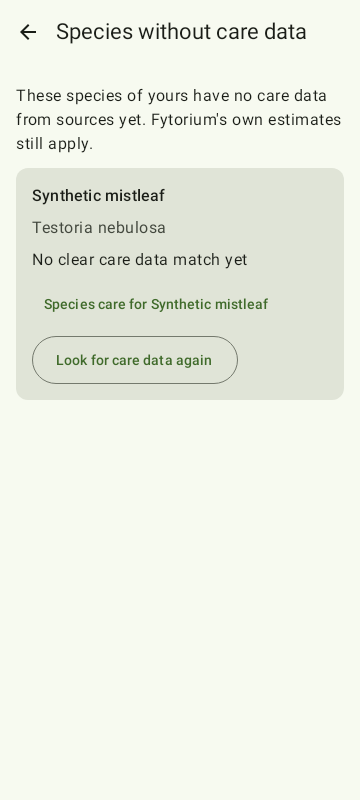 Species without care data
These species of yours have no care data
from sources yet. Fytorium's own estimates
still apply.
Synthetic mistleaf
Testoria nebulosa
No clear care data match yet
Species care for Synthetic mistleaf
Look for care data again